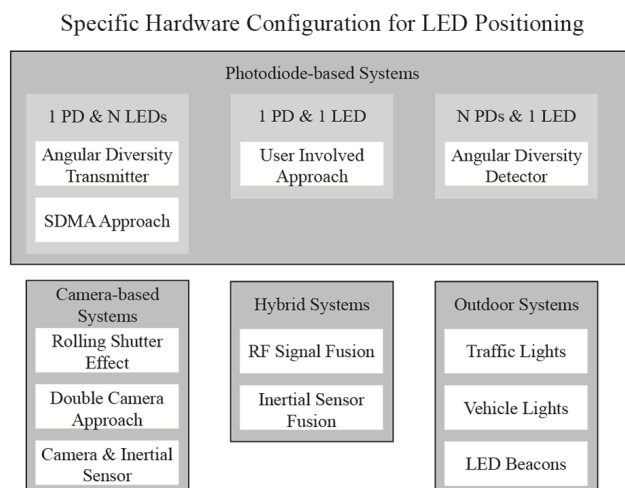 Specific Hardware Configuration for LED Positioning
Photodiode-based Systems
1 PD & N LEDs
Angular Diversity
Transmitter
SDMA Approach
1 PD & 1 LED
User Involved
Approach
N PDs & 1 LED
Angular Diversity
Detector
Camera-based
Systems
Rolling Shutter
Effect
Double Camera
Approach
Camera & Inertial
Sensor
Hybrid Systems
RF Signal Fusion
Inertial Sensor
Fusion
Outdoor Systems
Traffic Lights
Vehicle Lights
LED Beacons